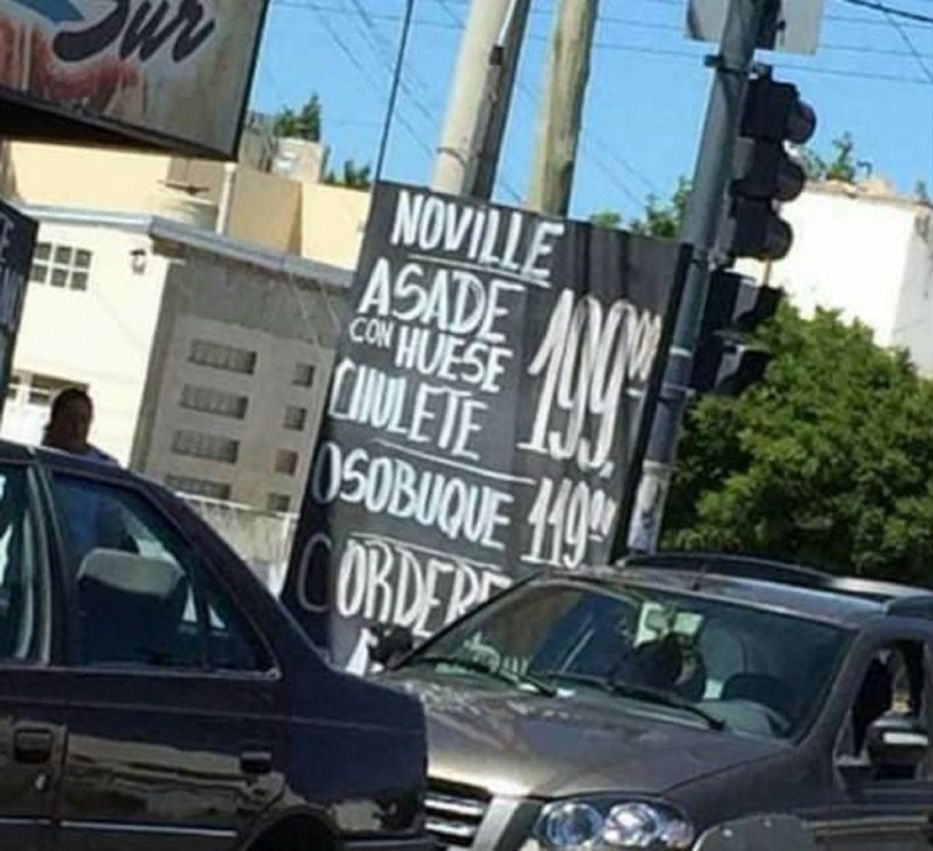 Sur
NOVILLE
ASADE
CON HUESE
CHULETE
199.00
OSOBUQUE 119.00
CORDERE